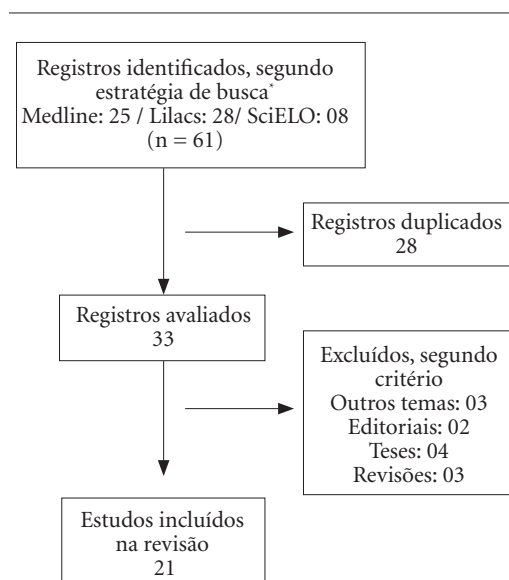 Registros identificados, segundo
estratégia de busca*
Medline: 25 / Lilacs: 28/ SciELO: 08
(n = 61)
Registros duplicados
28
Registros avaliados
33
Excluídos, segundo
critério
Outros temas: 03
Editoriais: 02
Teses: 04
Revisões: 03
Estudos incluídos
na revisão
21